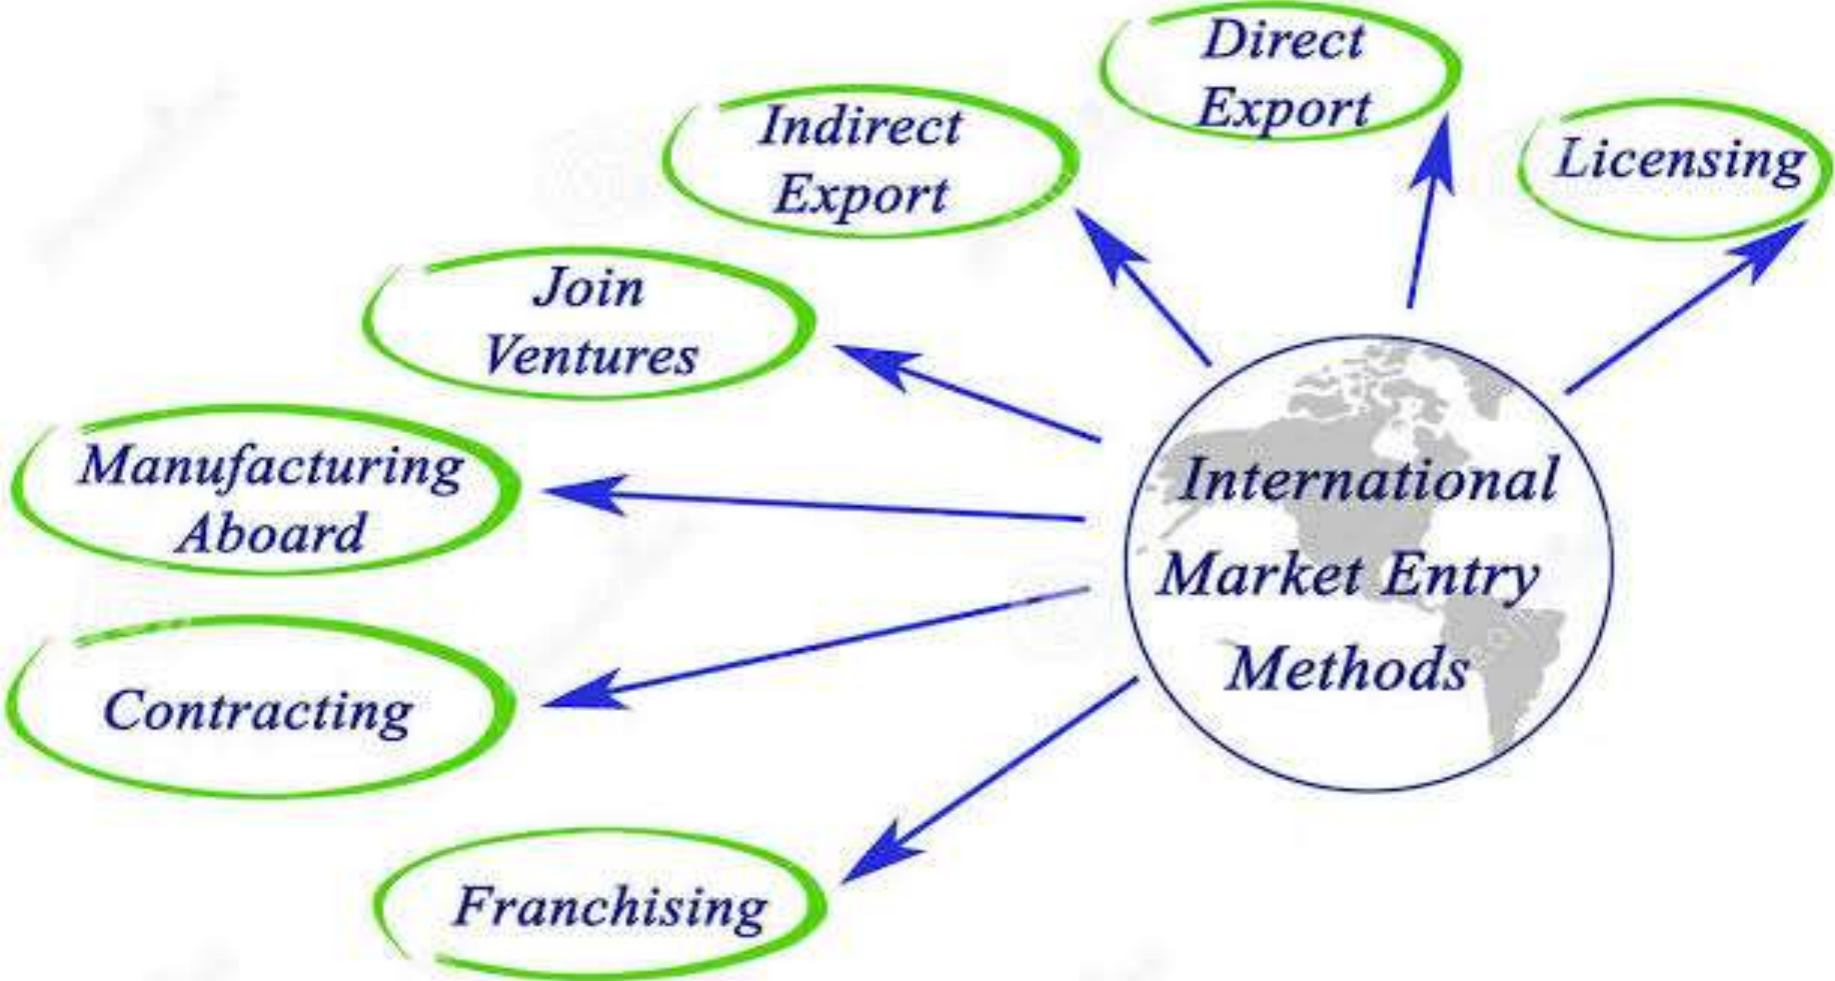 Direct
Export
Indirect
Export
Licensing
Join
Ventures
Manufacturing
Aboard
International
Market Entry
Methods
Contracting
Franchising